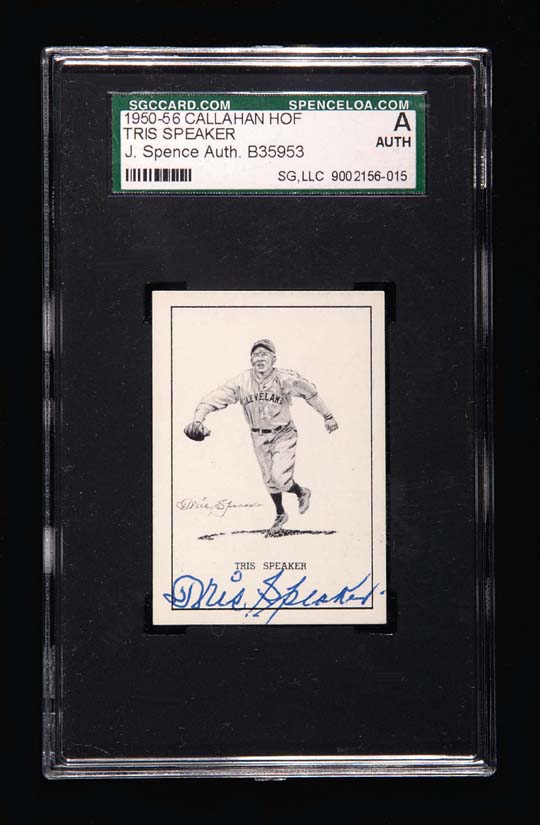 SGCCARD.COM SPENCELOA.COM
1950-56 CALLAHAN HOF
TRIS SPEAKER
J. Spence Auth. B35953
A
AUTH
SG,LLC 9002156-015
CLEVELAND
Tris Speaker
TRIS SPEAKER
Tris Speaker